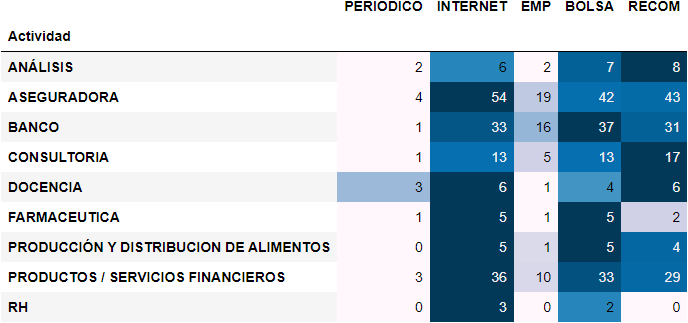 PERIODICO INTERNET EMP BOLSA RECOM
Actividad
ANÁLISIS 2 6 2 7 8
ASEGURADORA 4 54 19 42 43
BANCO 1 33 16 37 31
CONSULTORIA 1 13 5 13 17
DOCENCIA 3 6 1 4 6
FARMACEUTICA 1 5 1 5 2
PRODUCCIÓN Y DISTRIBUCION DE ALIMENTOS 0 5 1 5 4
PRODUCTOS / SERVICIOS FINANCIEROS 3 36 10 33 29
RH 0 3 0 2 0